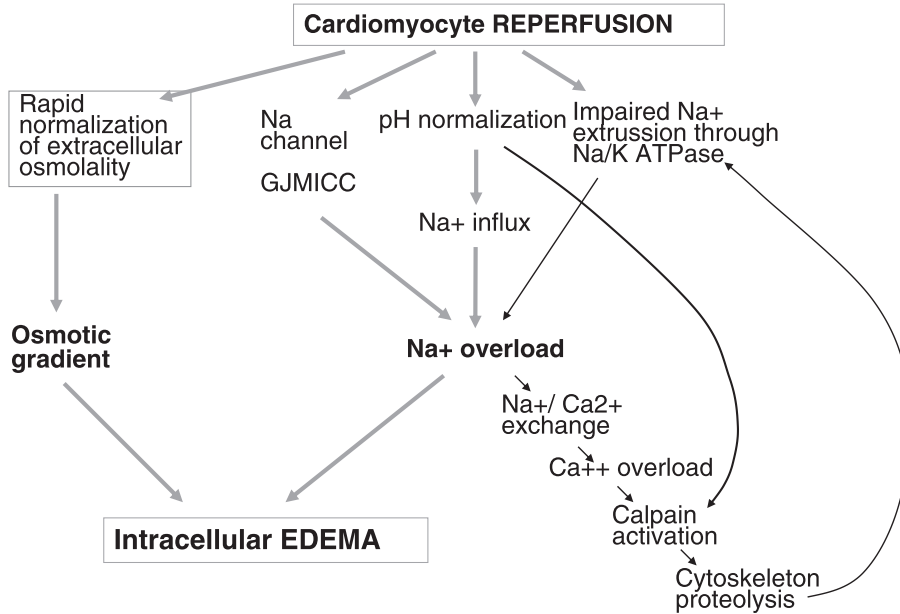 Cardiomyocyte REPERFUSION
Rapid
normalization
of extracellular
osmolality
Na
channel
GJMICC
pH normalization
Impaired Na+
extrussion through
Na/K ATPase
Na+ influx
Osmotic
gradient
Na+ overload
Na+/ Ca2+
exchange
Ca++ overload
Calpain
activation
Intracellular EDEMA
Cytoskeleton
proteolysis